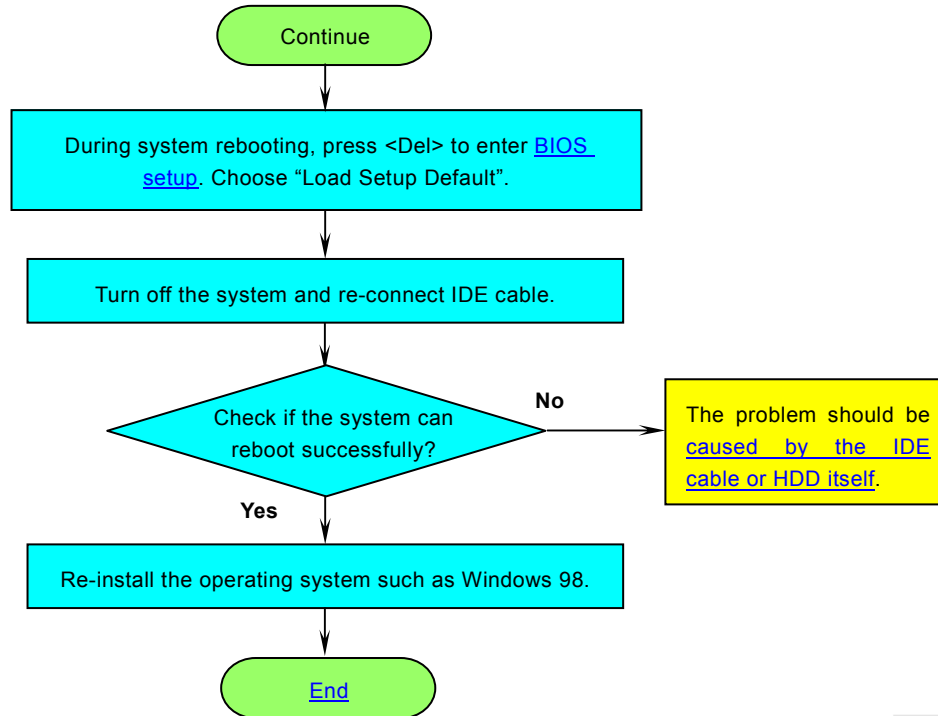 Continue
During system rebooting, press <Del> to enter BIOS
setup. Choose “Load Setup Default”.
Turn off the system and re-connect IDE cable.
Check if the system can
reboot successfully?
No
The problem should be
caused by the IDE
cable or HDD itself.
Yes
Re-install the operating system such as Windows 98.
End